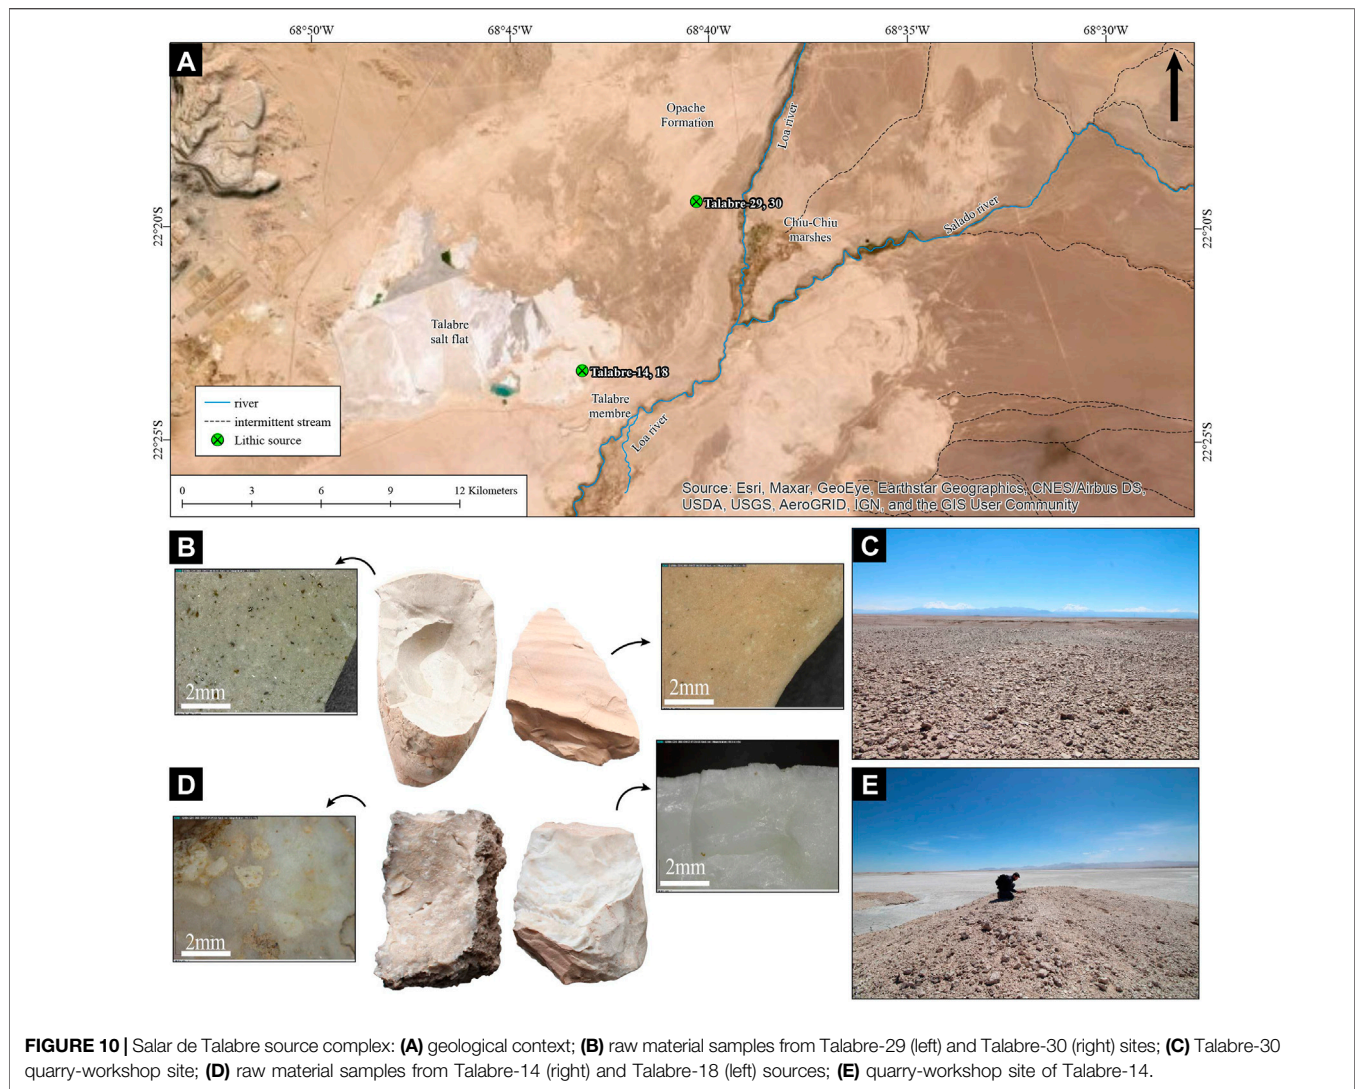 68°50'W 68°45'W 68°40'W 68°35'W 68°30'W
A
Opache
Formation
Loa river
Talabre-29, 30
22°20'S
22°20'S
Chiu-Chiu
marshes
Salado river
Talabre
salt flat
Talabre-14, 18
Talabre
membre
Loa river
river
intermittent stream
Lithic source
22°25'S
22°25'S
0 3 6 9 12 Kilometers
Source: Esri, Maxar, GeoEye, Earthstar Geographics, CNES/Airbus DS,
USDA, USGS, AeroGRID, IGN, and the GIS User Community
B
2mm
2mm
C
D
2mm
2mm
E
FIGURE 10 | Salar de Talabre source complex: (A) geological context; (B) raw material samples from Talabre-29 (left) and Talabre-30 (right) sites; (C) Talabre-30
quarry-workshop site; (D) raw material samples from Talabre-14 (right) and Talabre-18 (left) sources; (E) quarry-workshop site of Talabre-14.